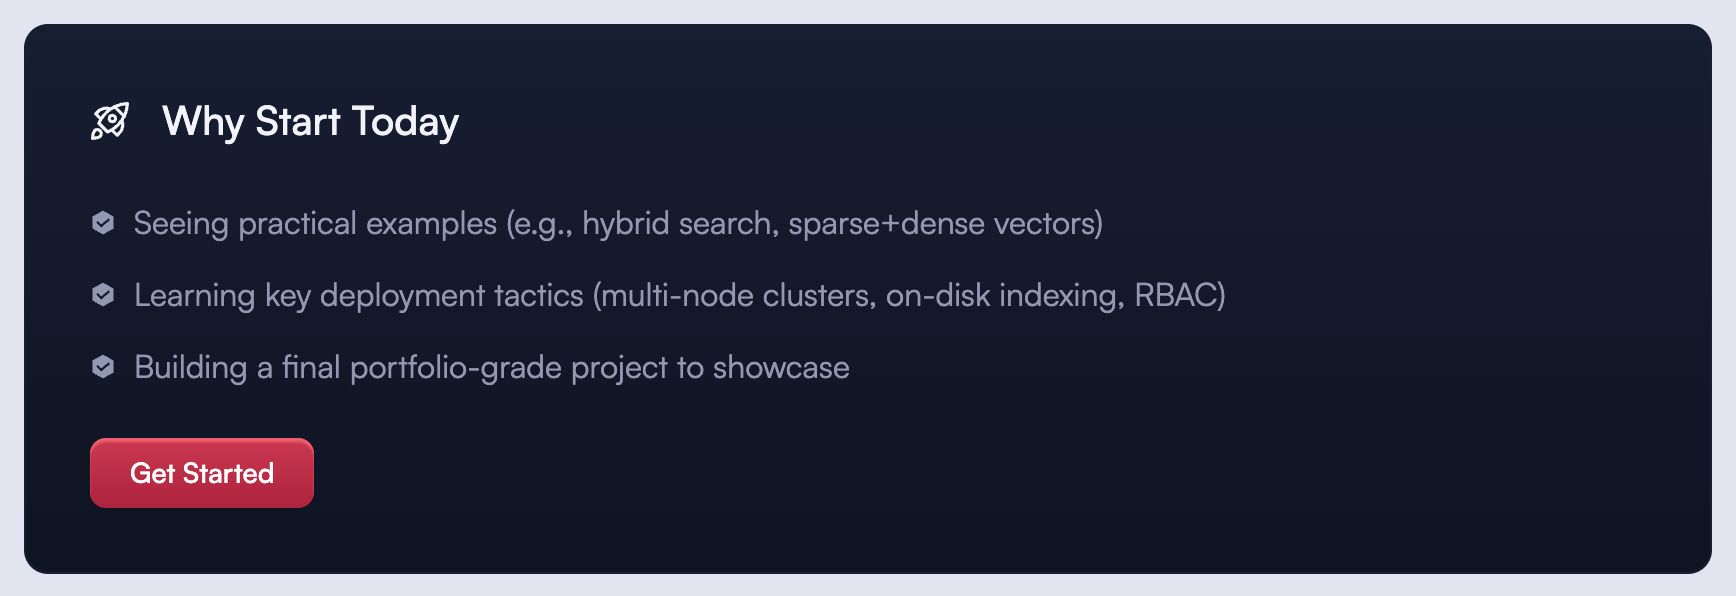 Why Start Today
Seeing practical examples (e.g., hybrid search, sparse+dense vectors)
Learning key deployment tactics (multi-node clusters, on-disk indexing, RBAC)
Building a final portfolio-grade project to showcase
Get Started